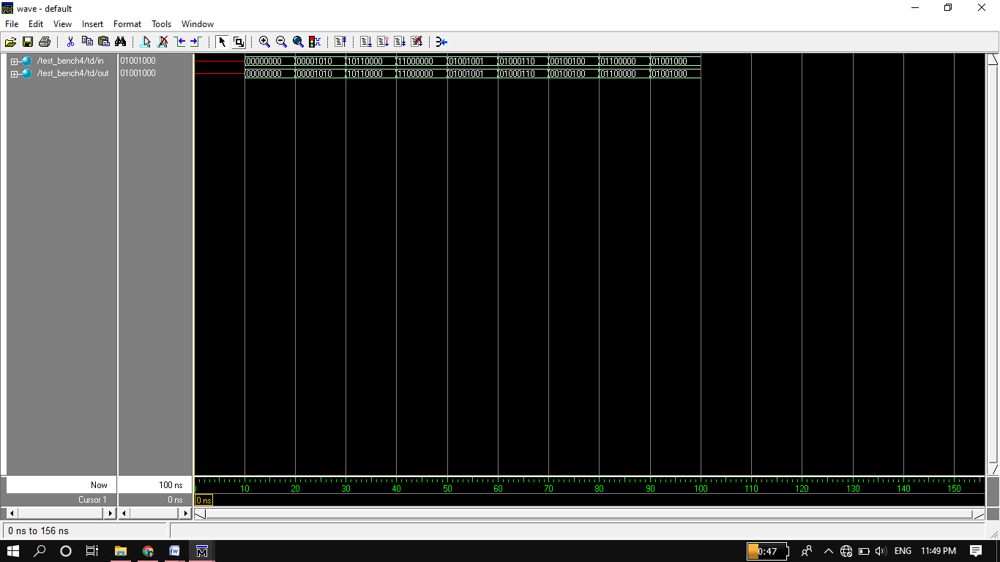 wave - default
File Edit View Insert Format Tools Window
/test_bench4/td/in 01001000 00000000 00001010 10110000 11000000 01001001 01000110 00100100 01100000 01001000
/test_bench4/td/out 01001000 00000000 00001010 10110000 11000000 01001001 01000110 00100100 01100000 01001000
Now 100 ns 10 20 30 40 50 60 70 80 90 100 110 120 130 140 150
Cursor 1 0 ns 0 ns
0 ns to 156 ns
0:47 ENG 11:49 PM